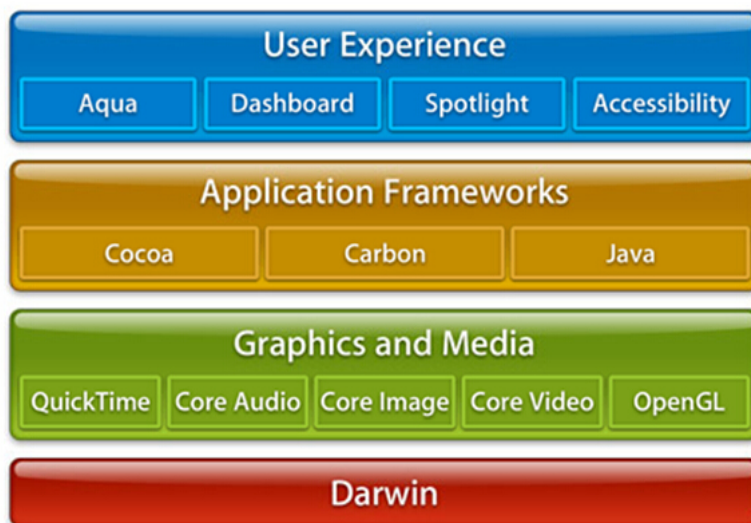 User Experience
Aqua Dashboard Spotlight Accessibility
Application Frameworks
Cocoa Carbon Java
Graphics and Media
QuickTime Core Audio Core Image Core Video OpenGL
Darwin